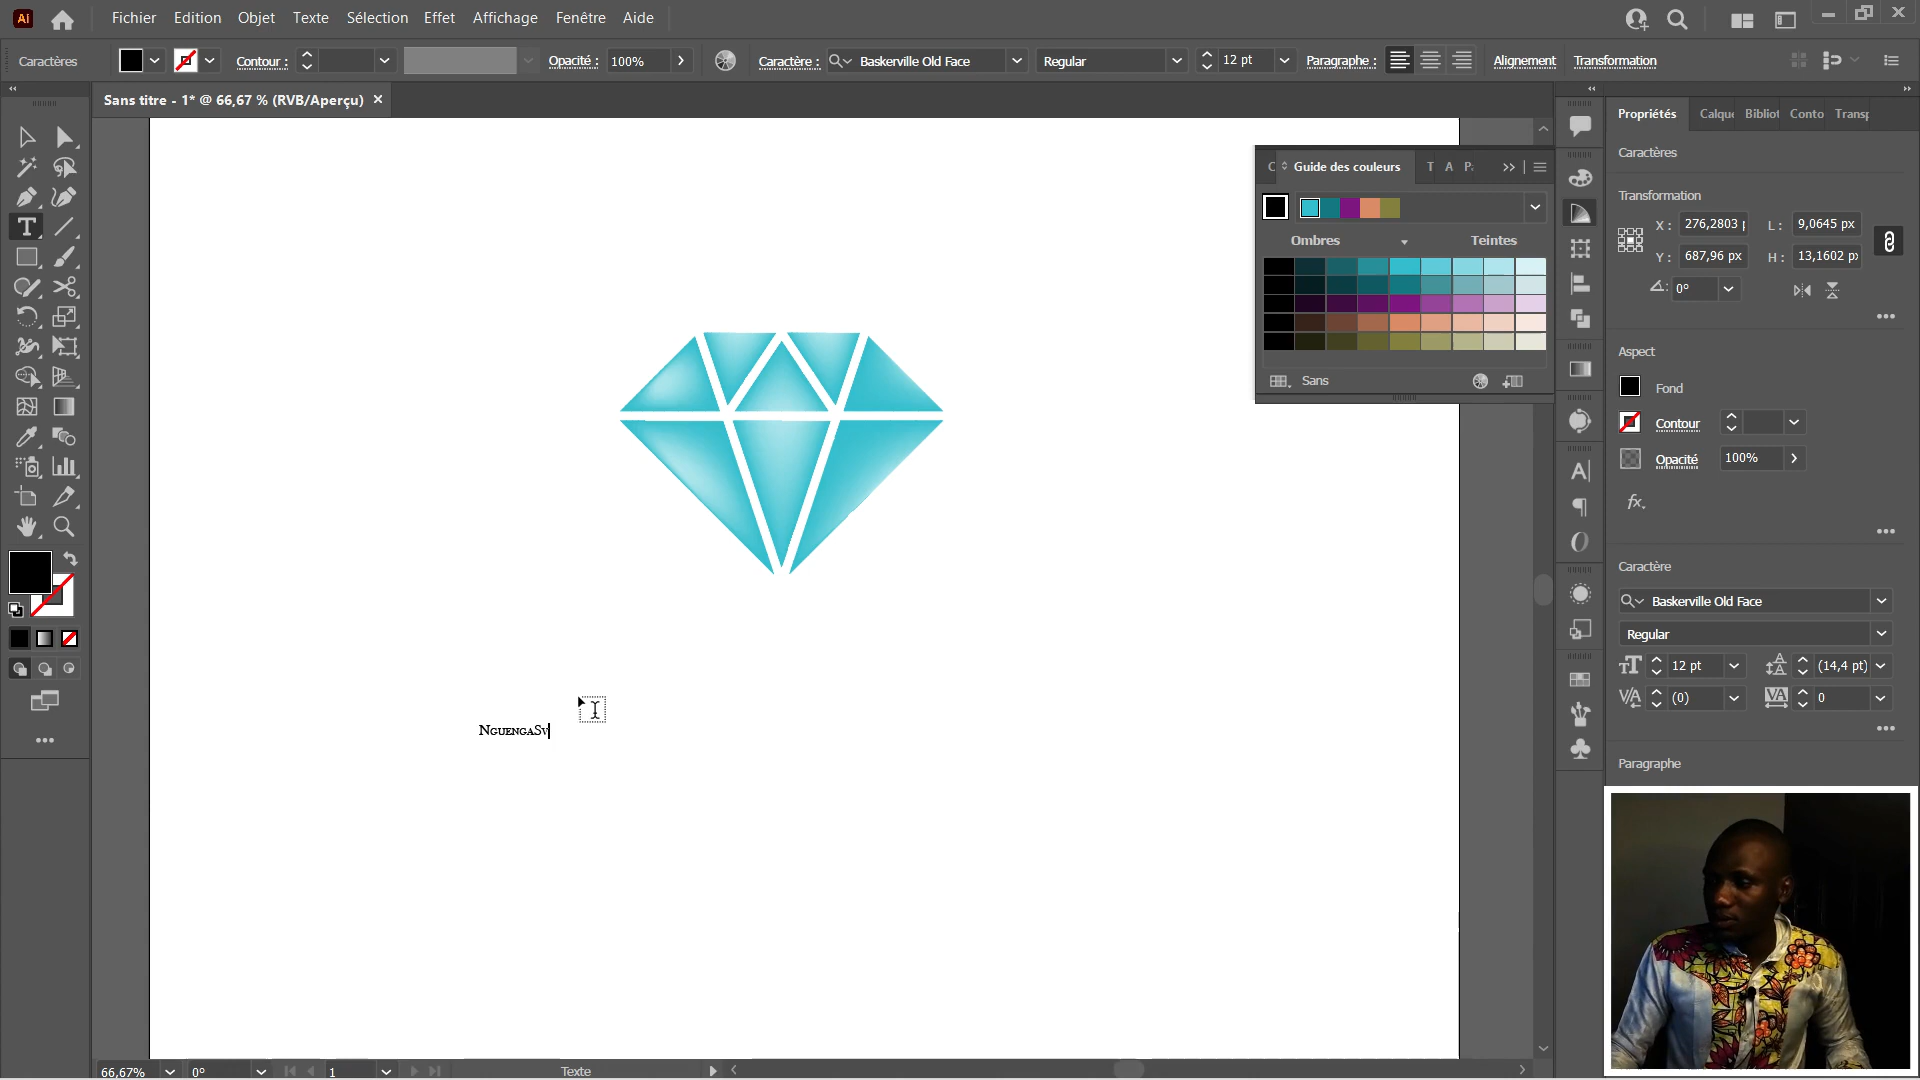 Ai Fichier Edition Objet Texte Sélection Effet Affichage Fenêtre Aide
Caractères Contour : Opacité : 100% Caractère : Baskerville Old Face Regular 12 pt Paragraphe : Alignement Transformation
Sans titre - 1* @ 66,67 % (RVB/Aperçu) ×
Propriétés Calque Bibliot Conto Transp
Caractères
Guide des couleurs
Ombres Teintes
Sans
Transformation
X : 276,2803 L : 9,0645 px
Y : 687,96 px H : 13,1602 px
0°
Aspect
Fond
Contour
Opacité 100%
fx
Caractère
Baskerville Old Face
Regular
12 pt (14,4 pt)
(0) 0
Paragraphe
NguengaSv
66,67% 0° 1 Texte